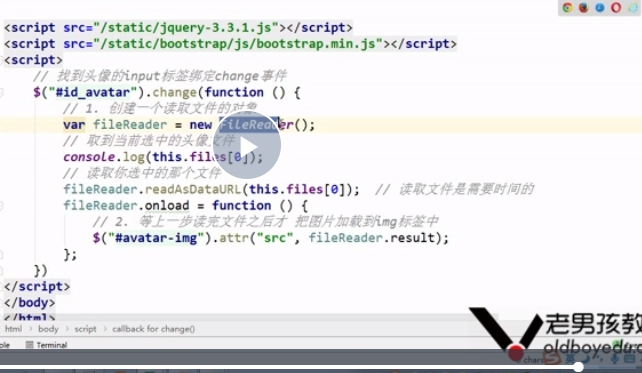 <script src="/static/jquery-3.3.1.js"></script>
<script src="/static/bootstrap/js/bootstrap.min.js"></script>
<script>
// 找到头像的input标签绑定change事件
$("#id_avatar").change(function () {
// 1. 创建一个读取文件的对象
var fileReader = new FileReader();
// 取到当前选中的头像文件
console.log(this.files[0]);
// 读取你选中的那个文件
fileReader.readAsDataURL(this.files[0]);  // 读取文件是需要时间的
fileReader.onload = function () {
// 2. 等上一步读完文件之后才 把图片加载到img标签中
$("#avatar-img").attr("src", fileReader.result);
};
})
</script>
</body>
</html>
html › body › script › callback for change()
Terminal
老男孩教
oldboyedu